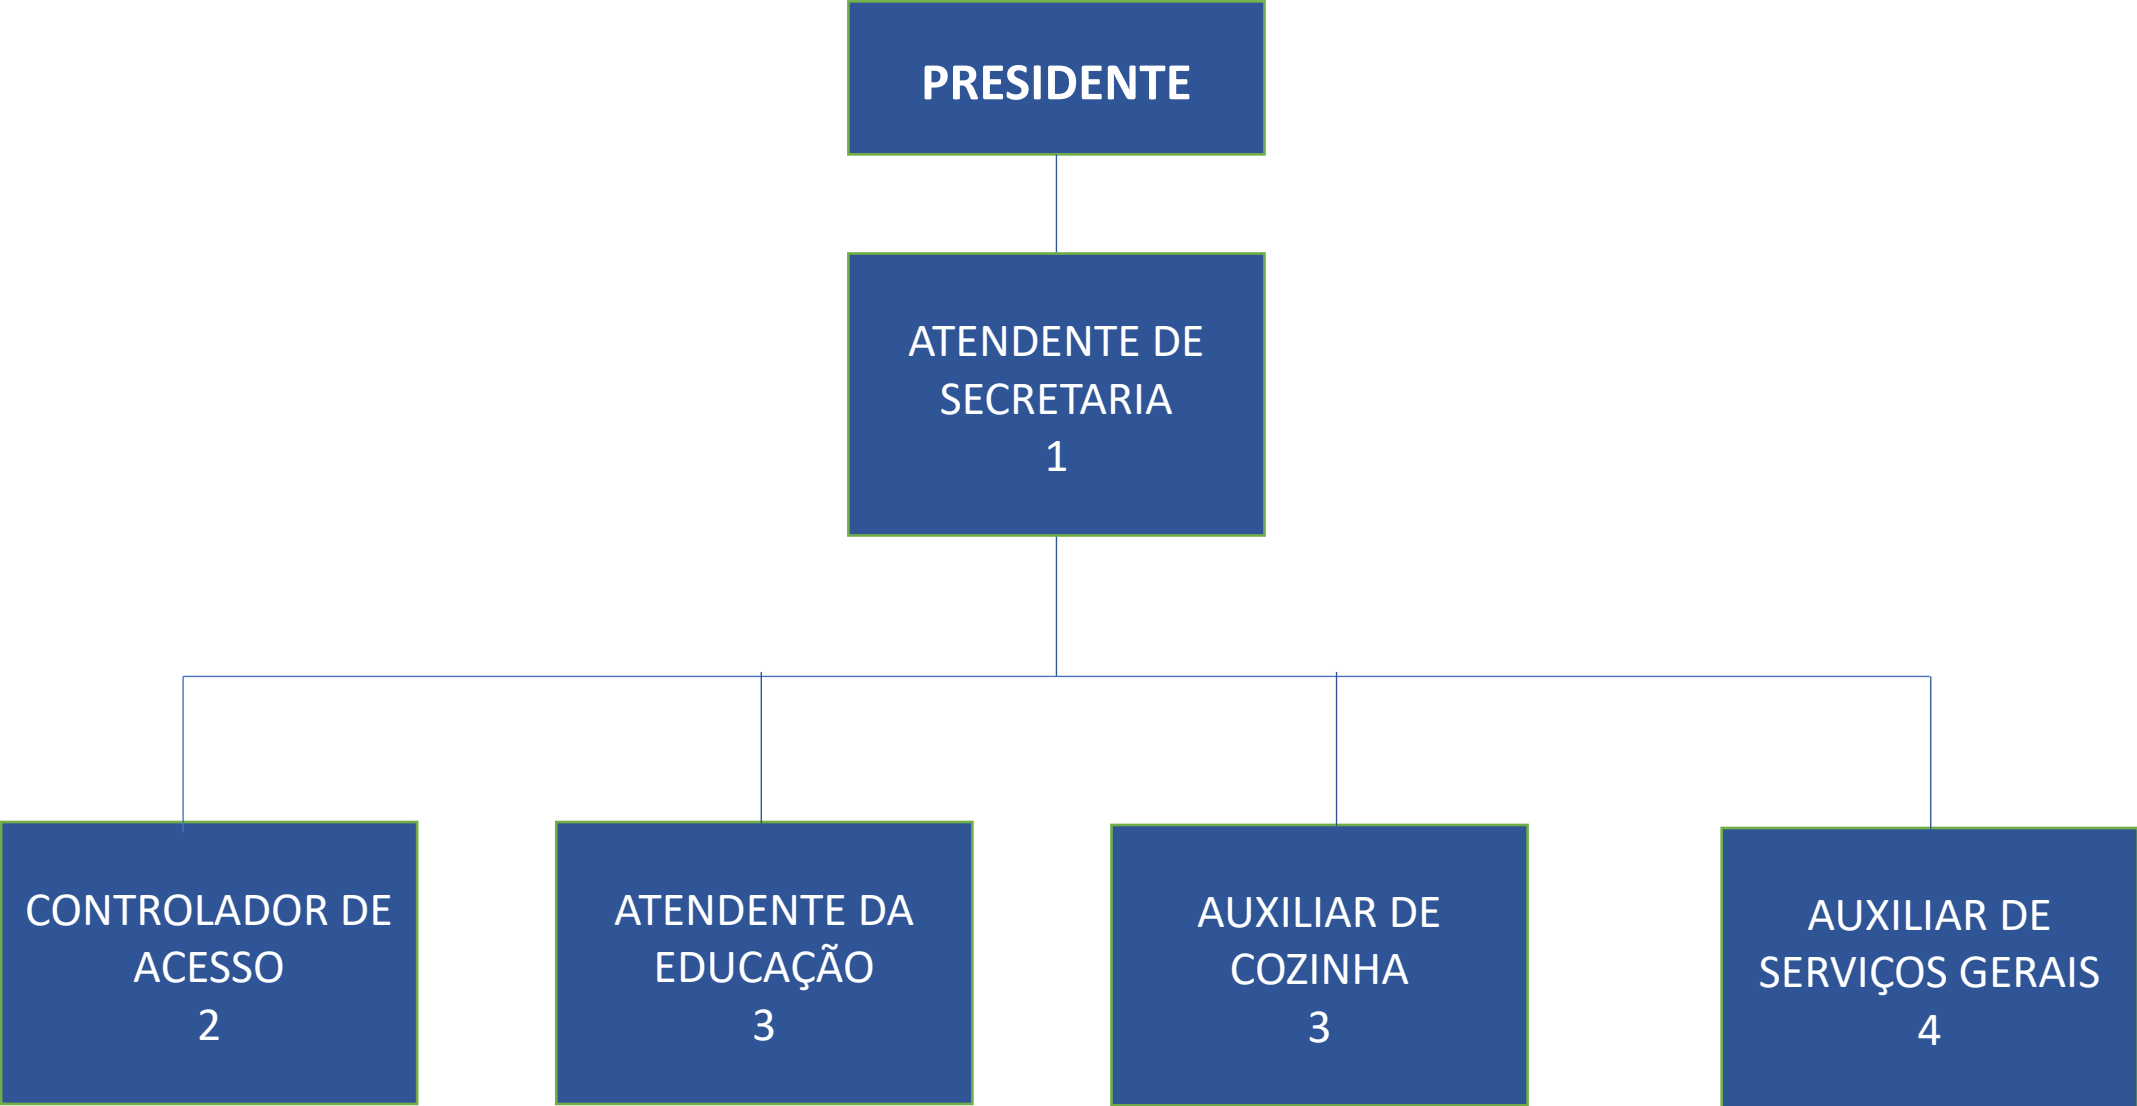 PRESIDENTE
ATENDENTE DE
SECRETARIA
1
CONTROLADOR DE
ACESSO
2
ATENDENTE DA
EDUCAÇÃO
3
AUXILIAR DE
COZINHA
3
AUXILIAR DE
SERVIÇOS GERAIS
4